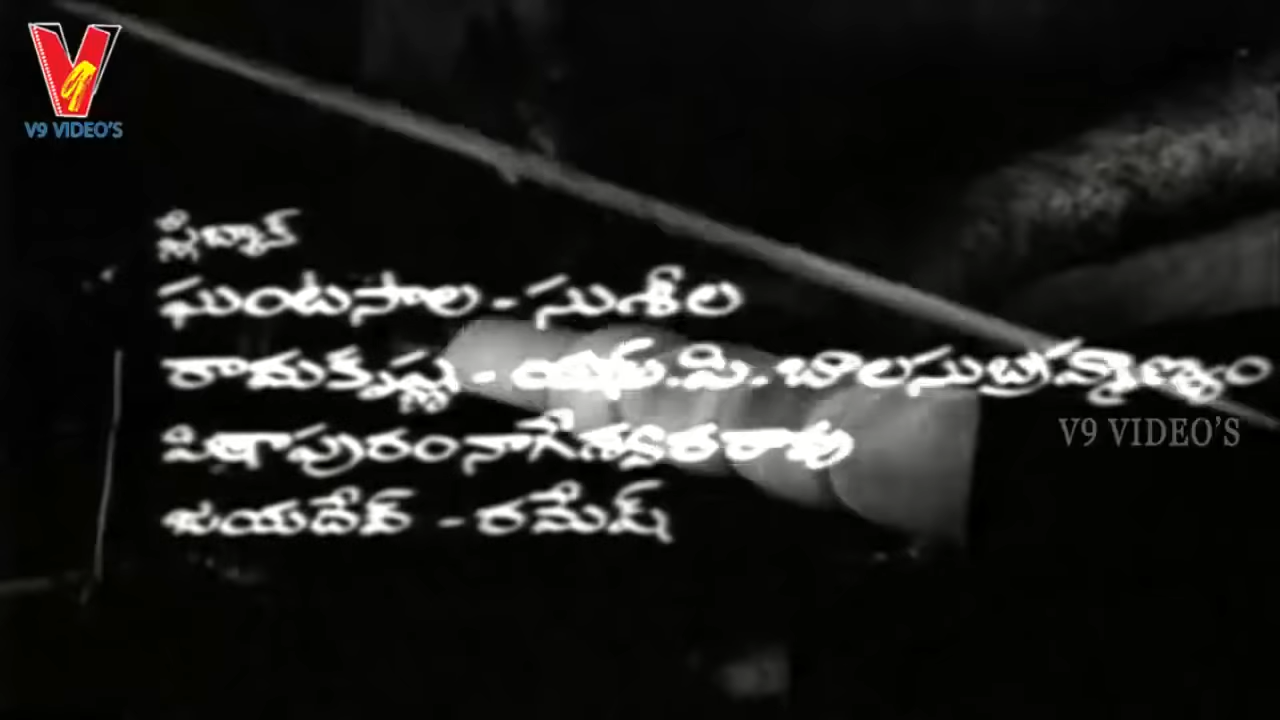 V9 VIDEO'S
ప్లేబ్యాక్
ఘంటసాల - సుశీల
రామకృష్ణ - యస్.పి. బాలసుబ్రహ్మణ్యం
V9 VIDEO'S
పిఠాపురంనాగేశ్వరరావు
జయదేవ్ - రమేష్